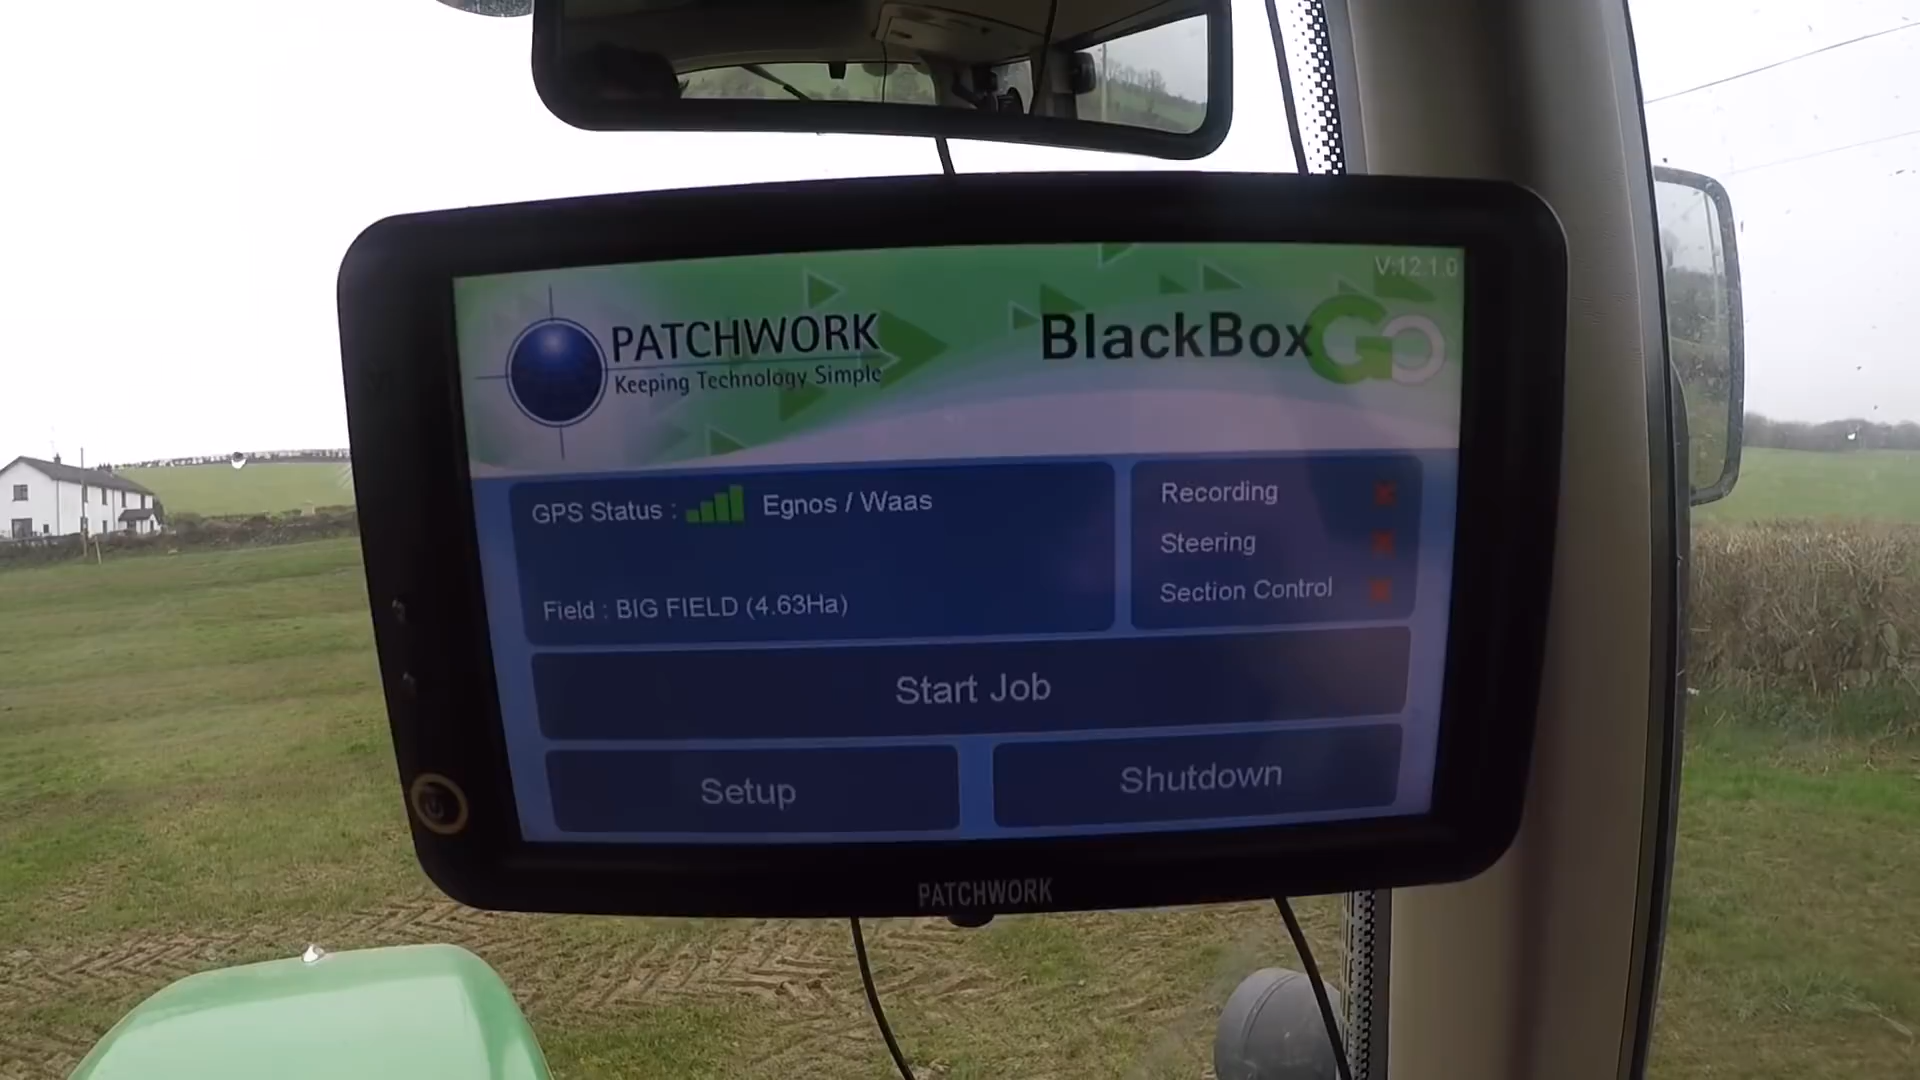 V:12.1.0
PATCHWORK
Keeping Technology Simple
BlackBox GO
GPS Status : Egnos / Waas
Field : BIG FIELD (4.63Ha)
Recording
Steering
Section Control
Start Job
Setup
Shutdown
PATCHWORK